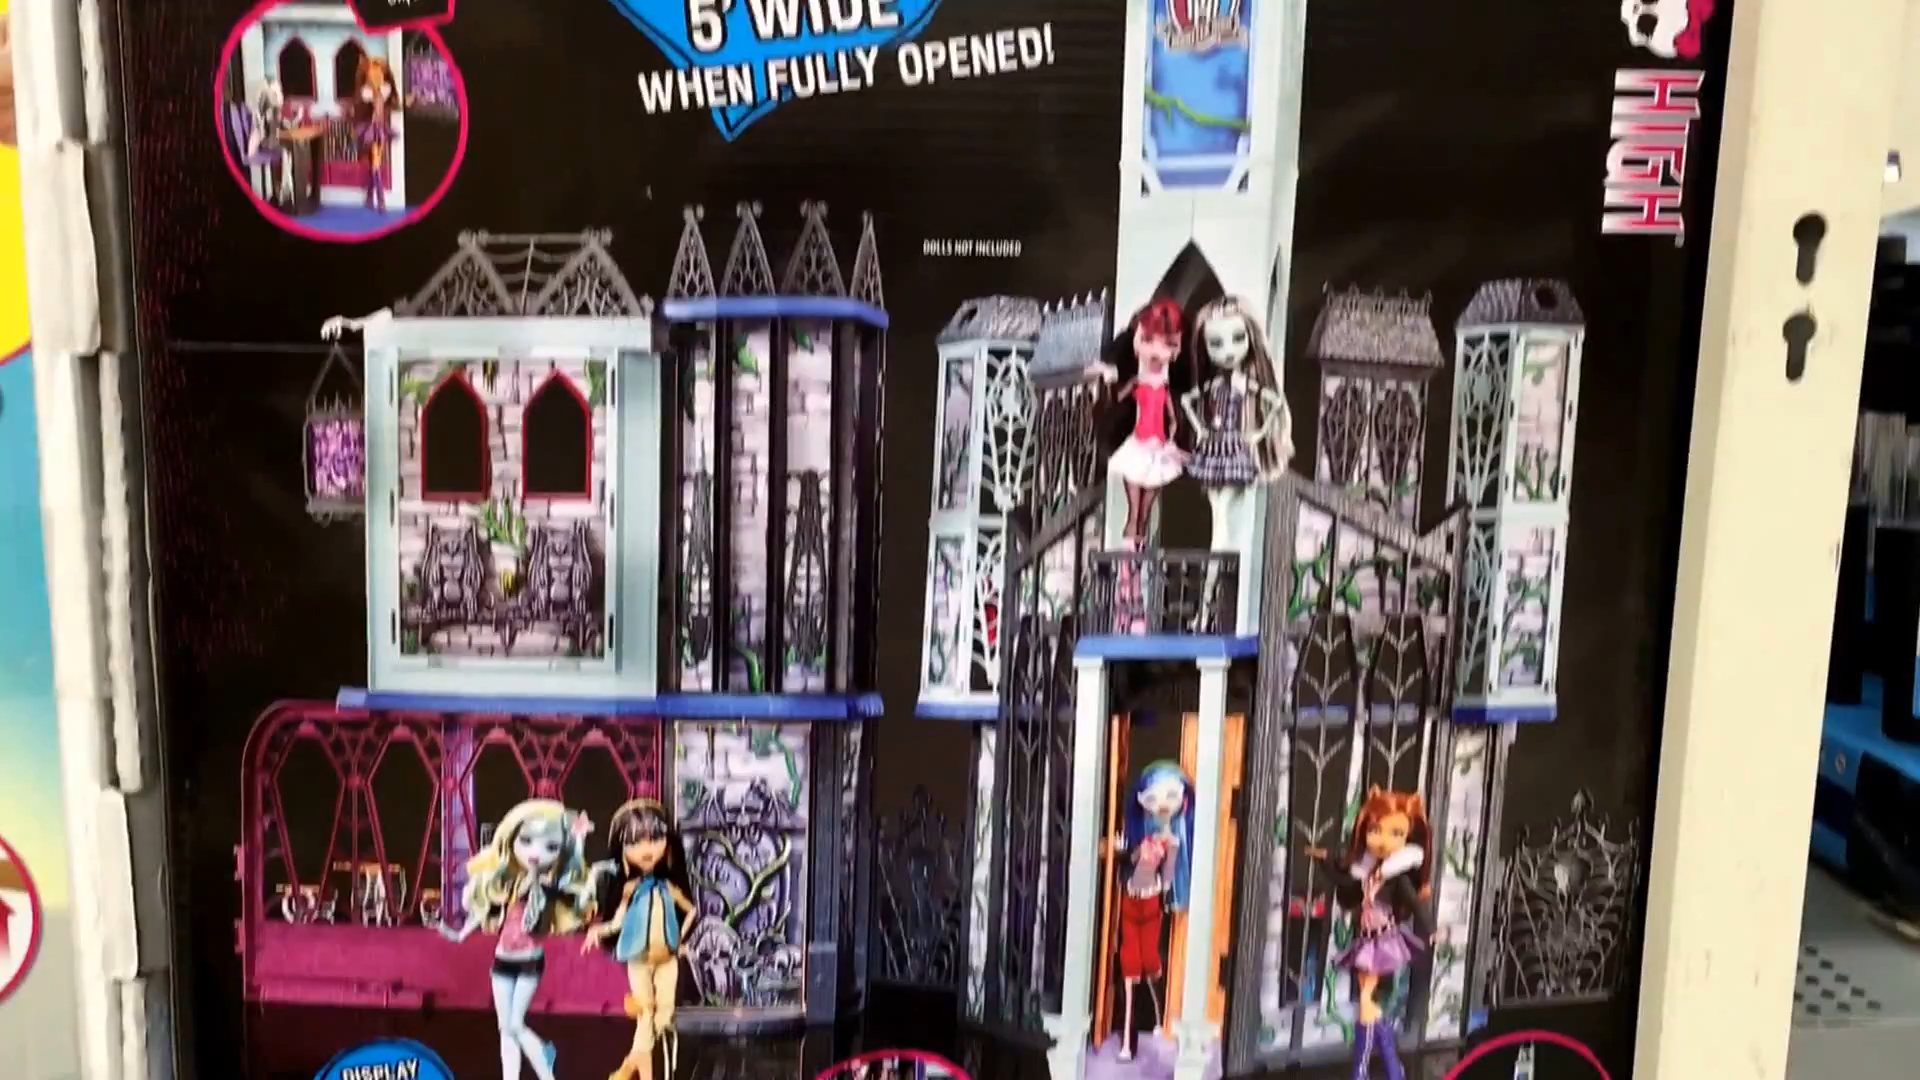 5' WIDE
WHEN FULLY OPENED!
HIGH
DOLLS NOT INCLUDED
DISPLAY